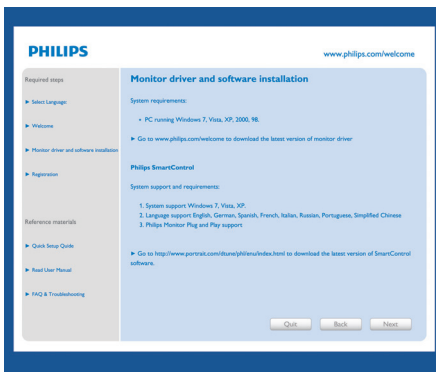 PHILIPS
www.philips.com/welcome
Required steps
Select Language:
Welcome
Monitor driver and software installation
Registration
Reference materials
Quick Setup Quide
Read User Manual
FAQ & Troubleshooting
Monitor driver and software installation
System requirements:
• PC running Windows 7, Vista, XP, 2000, 98.
Go to www.philips.com/welcome to download the latest version of monitor driver
Philips SmartControl
System support and requirements:
1. System support Windows 7, Vista, XP.
2. Language support English, German, Spanish, French, Italian, Russian, Portuguese, Simplified Chinese
3. Philips Monitor Plug and Play support
Go to http://www.portrait.com/dtune/phl/enu/index.html to download the latest version of SmartControl
software.
Quit
Back
Next